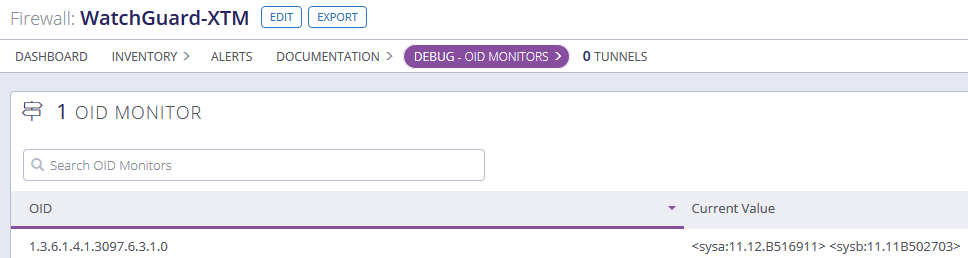 Firewall: WatchGuard-XTM EDIT EXPORT
DASHBOARD INVENTORY > ALERTS DOCUMENTATION > DEBUG - OID MONITORS > 0 TUNNELS
1 OID MONITOR
Search OID Monitors
OID Current Value
1.3.6.1.4.1.3097.6.3.1.0 <sysa:11.12.B516911> <sysb:11.11B502703>